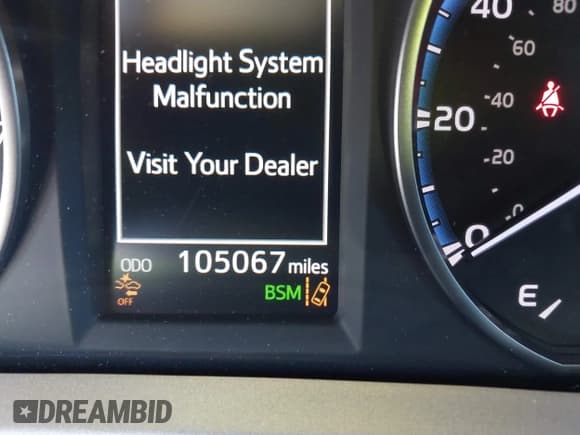 Headlight System
Malfunction
Visit Your Dealer
ODO 105067 miles
OFF
BSM
40
80
60
20
40
20
0
0
E
DREAMBID